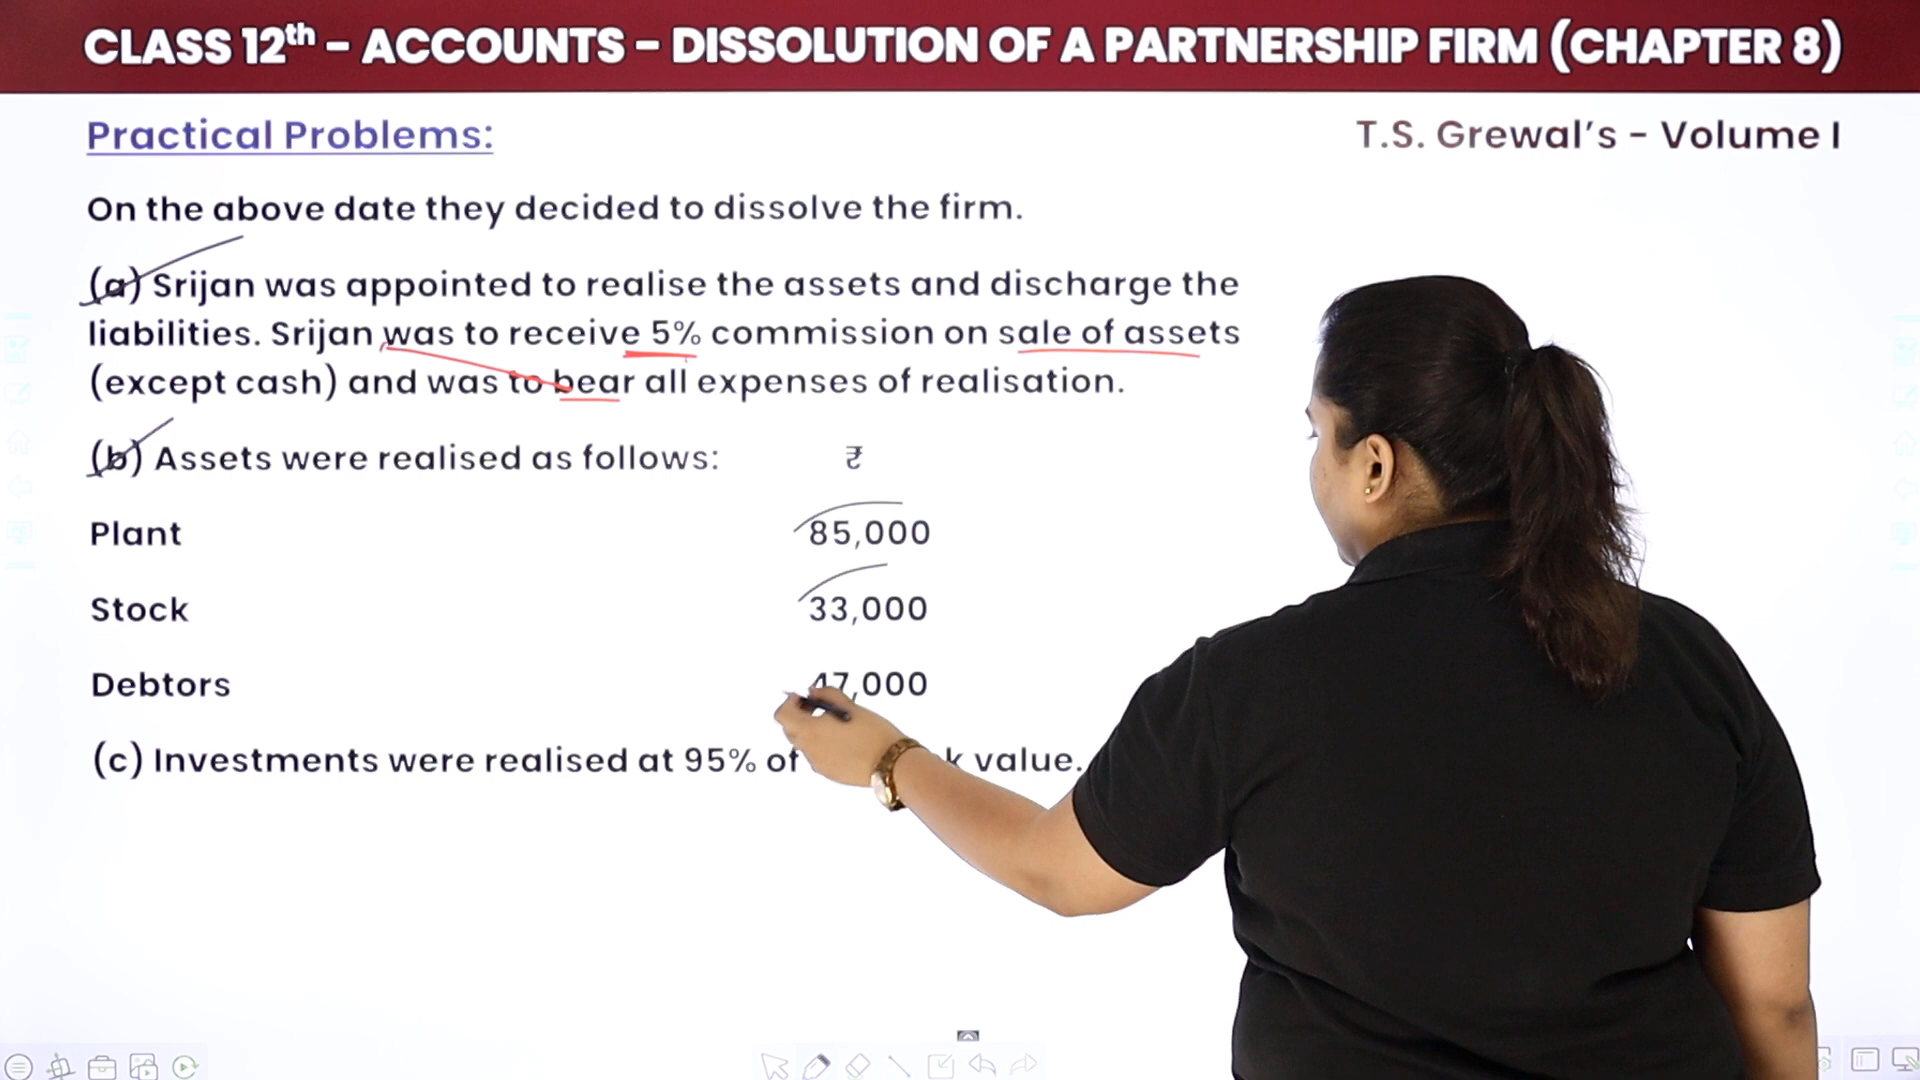 CLASS 12th – ACCOUNTS – DISSOLUTION OF A PARTNERSHIP FIRM (CHAPTER 8)
Practical Problems:
T.S. Grewal's – Volume I
On the above date they decided to dissolve the firm.
(a) Srijan was appointed to realise the assets and discharge the
liabilities. Srijan was to receive 5% commission on sale of assets
(except cash) and was to bear all expenses of realisation.
(b) Assets were realised as follows: ₹
Plant 85,000
Stock 33,000
Debtors 47,000
(c) Investments were realised at 95% of value.